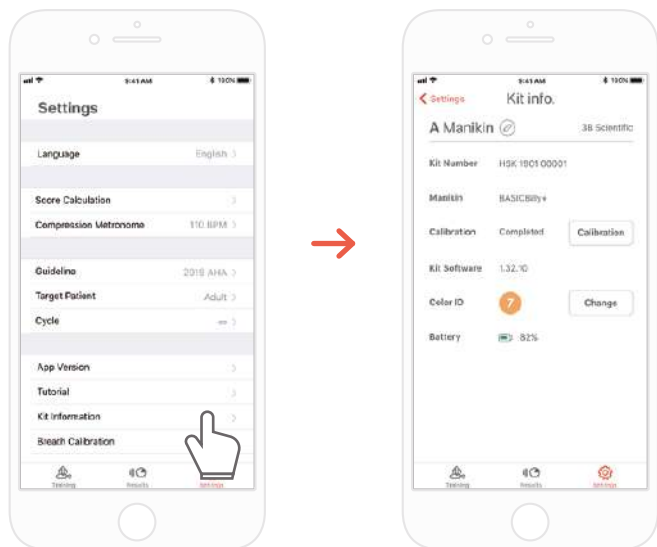 9:41 AM 100%
Settings
Language English
Score Calculation
Compression Metronome 110 BPM
Guideline 2018 AHA
Target Patient Adult
Cycle ∞
App Version
Tutorial
Kit Information
Breath Calibration
Training Results Settings
9:41 AM 100%
Settings Kit info.
A Manikin 3B Scientific
Kit Number HSK 1901 00001
Manikin BASICBilly+
Calibration Completed Calibration
Kit Software 1.32.10
Color ID 7 Change
Battery 82%
Training Results Settings